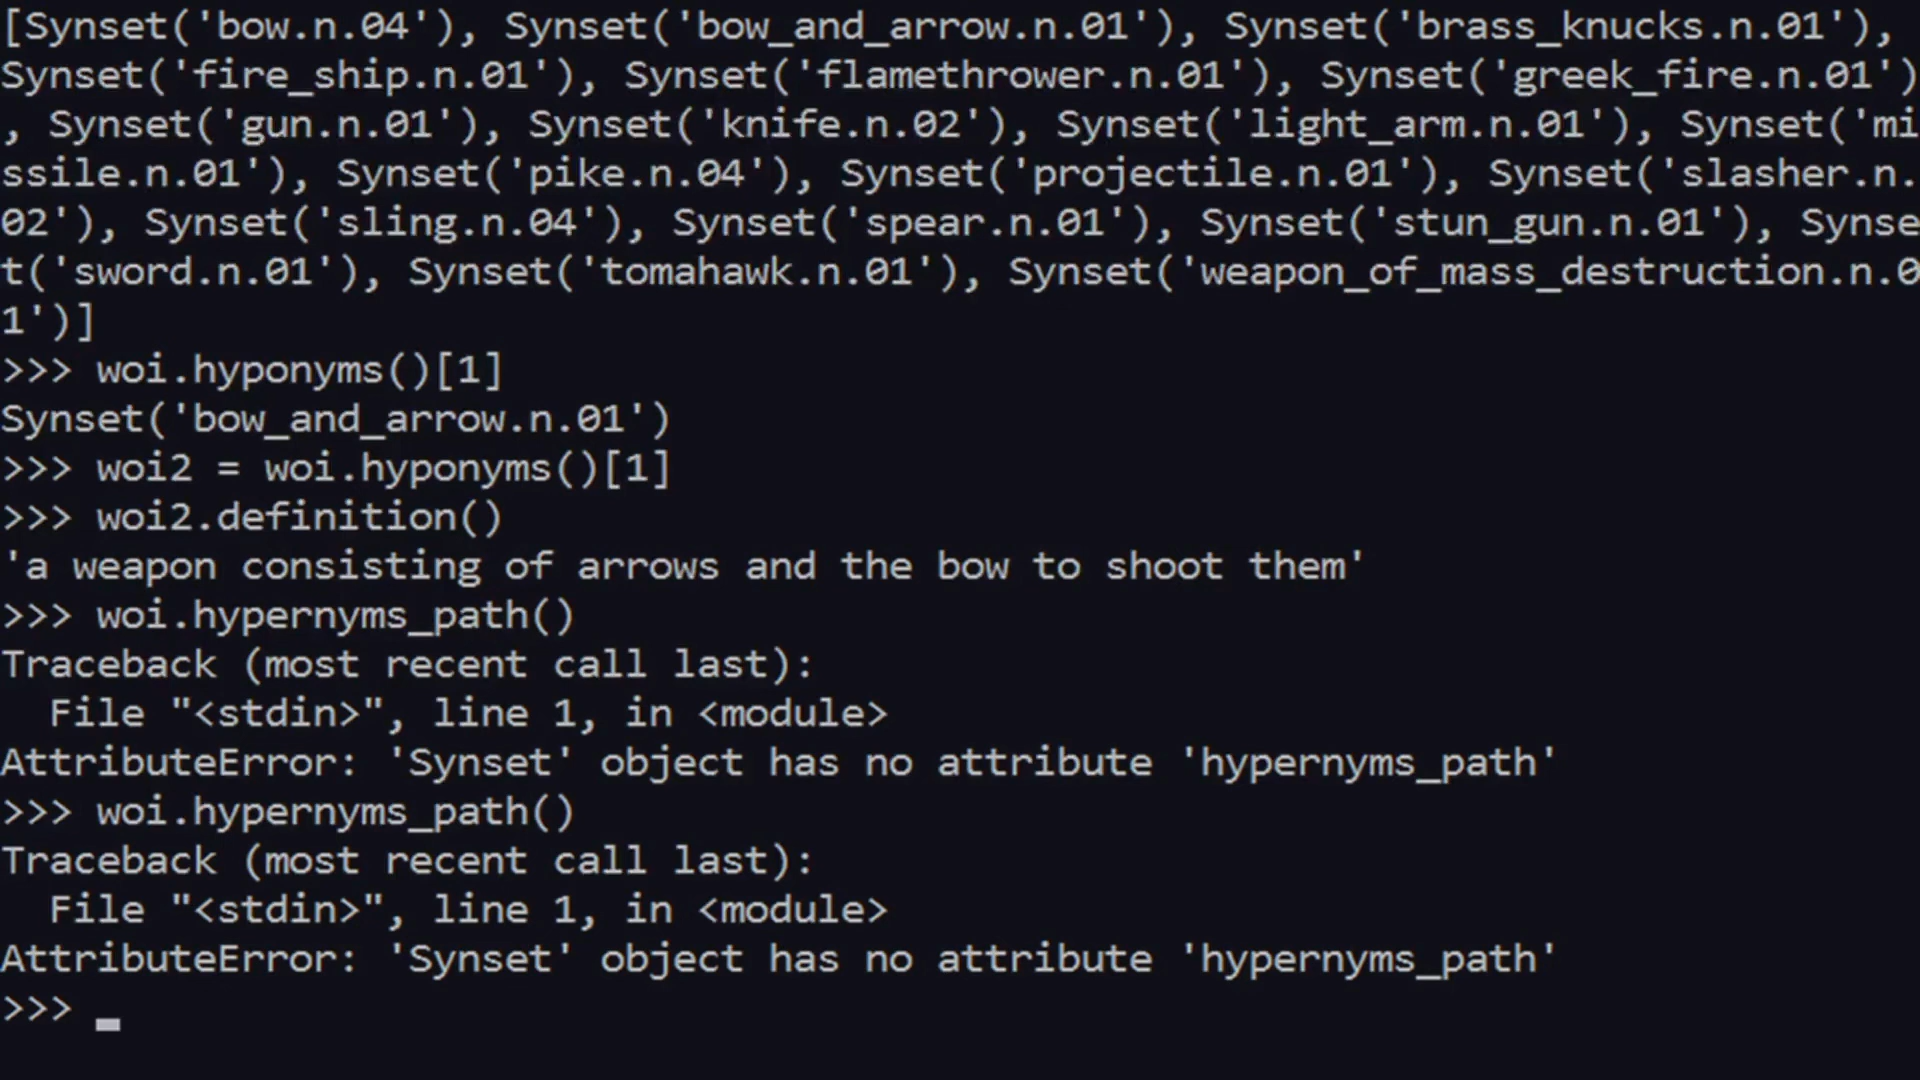 [Synset('bow.n.04'), Synset('bow_and_arrow.n.01'), Synset('brass_knucks.n.01'),
Synset('fire_ship.n.01'), Synset('flamethrower.n.01'), Synset('greek_fire.n.01')
, Synset('gun.n.01'), Synset('knife.n.02'), Synset('light_arm.n.01'), Synset('mi
ssile.n.01'), Synset('pike.n.04'), Synset('projectile.n.01'), Synset('slasher.n.
02'), Synset('sling.n.04'), Synset('spear.n.01'), Synset('stun_gun.n.01'), Synse
t('sword.n.01'), Synset('tomahawk.n.01'), Synset('weapon_of_mass_destruction.n.0
1')]
>>> woi.hyponyms()[1]
Synset('bow_and_arrow.n.01')
>>> woi2 = woi.hyponyms()[1]
>>> woi2.definition()
'a weapon consisting of arrows and the bow to shoot them'
>>> woi.hypernyms_path()
Traceback (most recent call last):
  File "<stdin>", line 1, in <module>
AttributeError: 'Synset' object has no attribute 'hypernyms_path'
>>> woi.hypernyms_path()
Traceback (most recent call last):
  File "<stdin>", line 1, in <module>
AttributeError: 'Synset' object has no attribute 'hypernyms_path'
>>> _